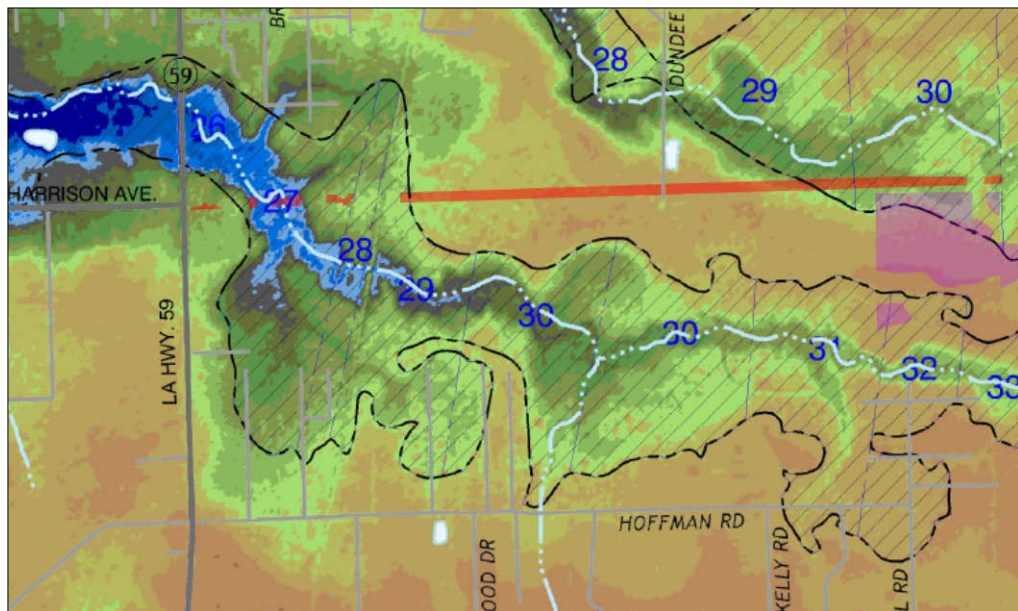 BR
DUNDEE
28
29
30
59
26
HARRISON AVE.
27
28
29
30
30
31
32
33
LA HWY. 59
HOFFMAN RD
OOD DR
KELLY RD
L RD